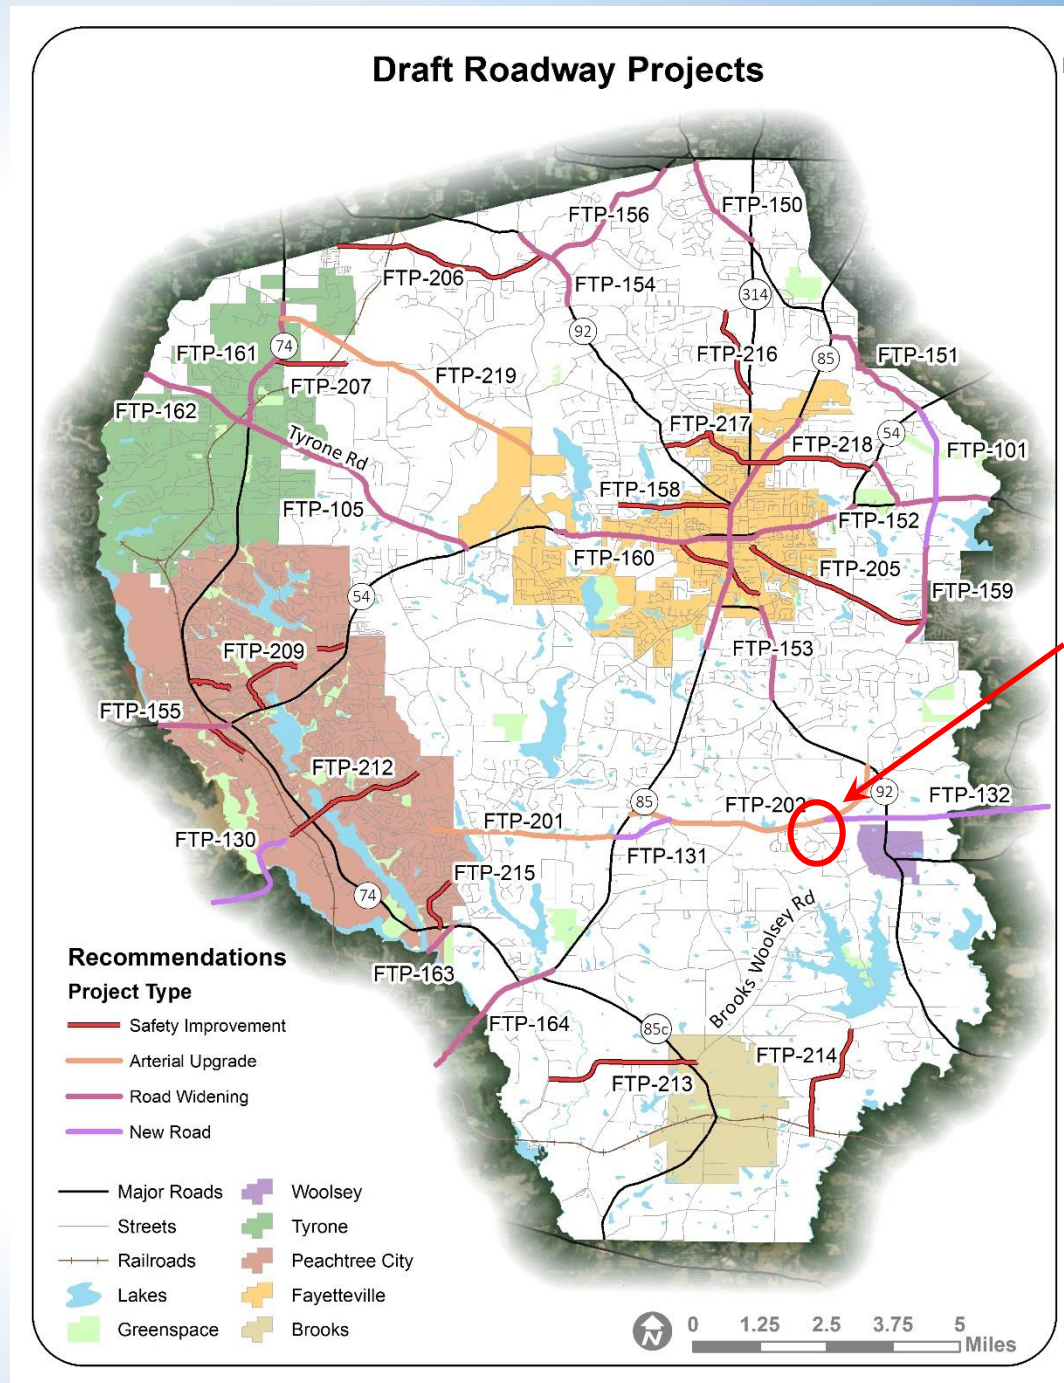 Draft Roadway Projects
FTP-156
FTP-150
FTP-206
FTP-154
314
92
FTP-161
74
FTP-216
85
FTP-151
FTP-207
FTP-219
FTP-162
FTP-217
54
Tyrone Rd
FTP-218
FTP-101
FTP-158
FTP-105
FTP-152
FTP-160
FTP-205
54
FTP-159
FTP-209
FTP-153
FTP-155
FTP-212
92
FTP-132
85
FTP-202
FTP-201
FTP-130
FTP-131
FTP-215
74
Brooks Woolsey Rd
FTP-163
FTP-164
85c
FTP-214
FTP-213
Recommendations
Project Type
Safety Improvement
Arterial Upgrade
Road Widening
New Road
Major Roads
Streets
Railroads
Lakes
Greenspace
Woolsey
Tyrone
Peachtree City
Fayetteville
Brooks
N
0 1.25 2.5 3.75 5
Miles